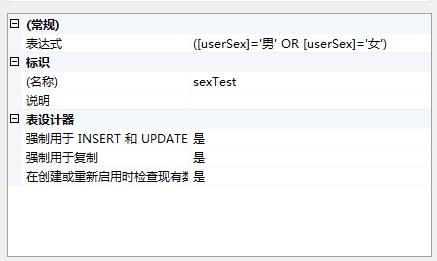 (常规)
表达式 ([userSex]='男' OR [userSex]='女')
标识
(名称) sexTest
说明
表设计器
强制用于 INSERT 和 UPDATE 是
强制用于复制 是
在创建或重新启用时检查现有数 是